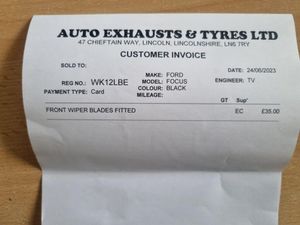 AUTO EXHAUSTS & TYRES LTD
47 CHIEFTAIN WAY, LINCOLN, LINCOLNSHIRE, LN6 7RY
CUSTOMER INVOICE
SOLD TO:
DATE: 24/06/2023
MAKE: FORD
REG NO.: WK12LBE MODEL: FOCUS ENGINEER: TV
PAYMENT TYPE: Card COLOUR: BLACK
MILEAGE:
GT Sup'
FRONT WIPER BLADES FITTED EC £35.00